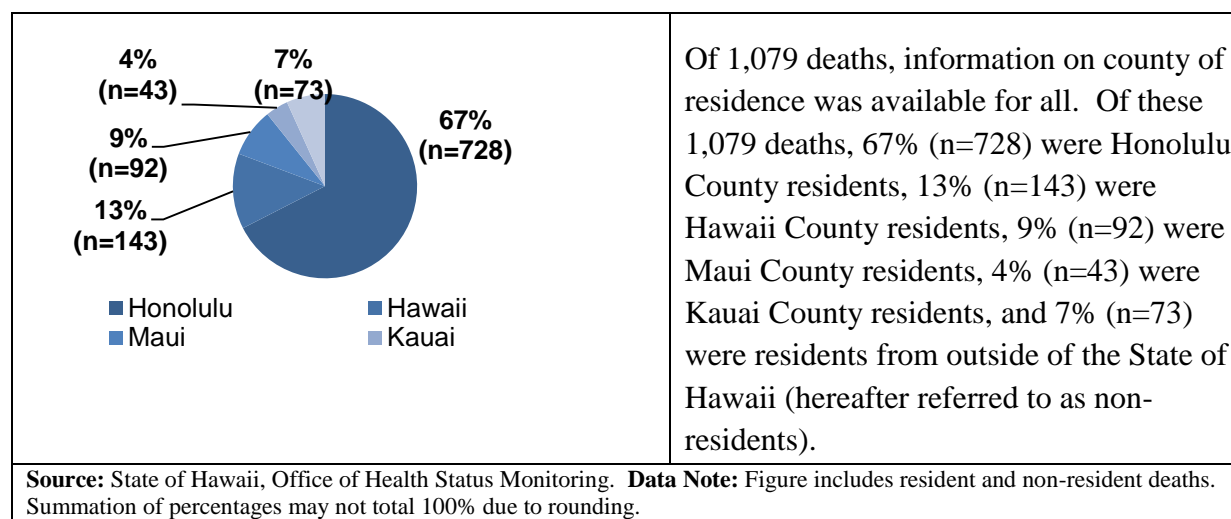 4%
(n=43)
7%
(n=73)
67%
(n=728)
9%
(n=92)
13%
(n=143)
Honolulu
Hawaii
Maui
Kauai
Of 1,079 deaths, information on county of
residence was available for all.  Of these
1,079 deaths, 67% (n=728) were Honolulu
County residents, 13% (n=143) were
Hawaii County residents, 9% (n=92) were
Maui County residents, 4% (n=43) were
Kauai County residents, and 7% (n=73)
were residents from outside of the State of
Hawaii (hereafter referred to as non-
residents).
Source: State of Hawaii, Office of Health Status Monitoring.  Data Note: Figure includes resident and non-resident deaths.
Summation of percentages may not total 100% due to rounding.